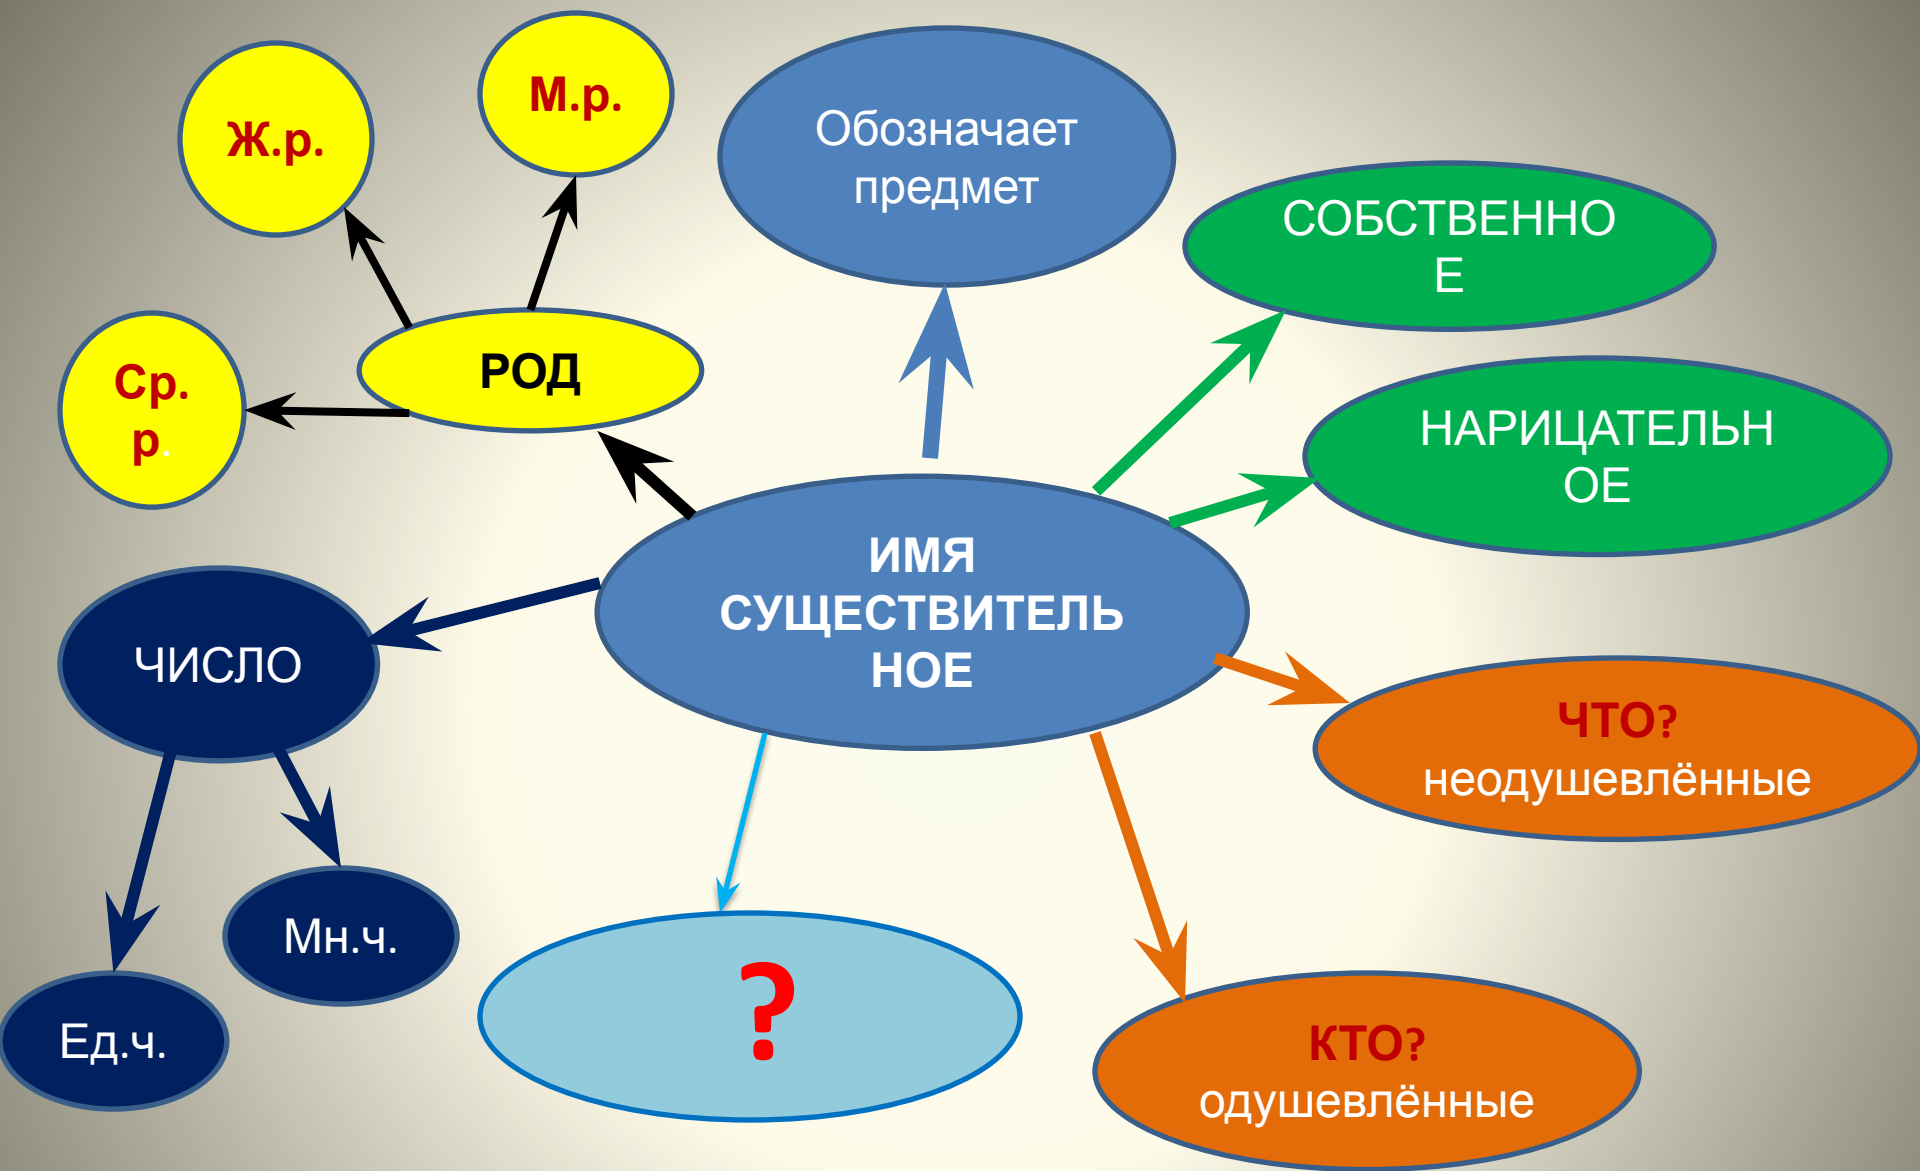 Ж.р.
М.р.
Обозначает
предмет
СОБСТВЕННО
Е
Ср.
р.
РОД
НАРИЦАТЕЛЬН
ОЕ
ИМЯ
СУЩЕСТВИТЕЛЬ
НОЕ
ЧИСЛО
ЧТО?
неодушевлённые
Мн.ч.
Ед.ч.
?
КТО?
одушевлённые